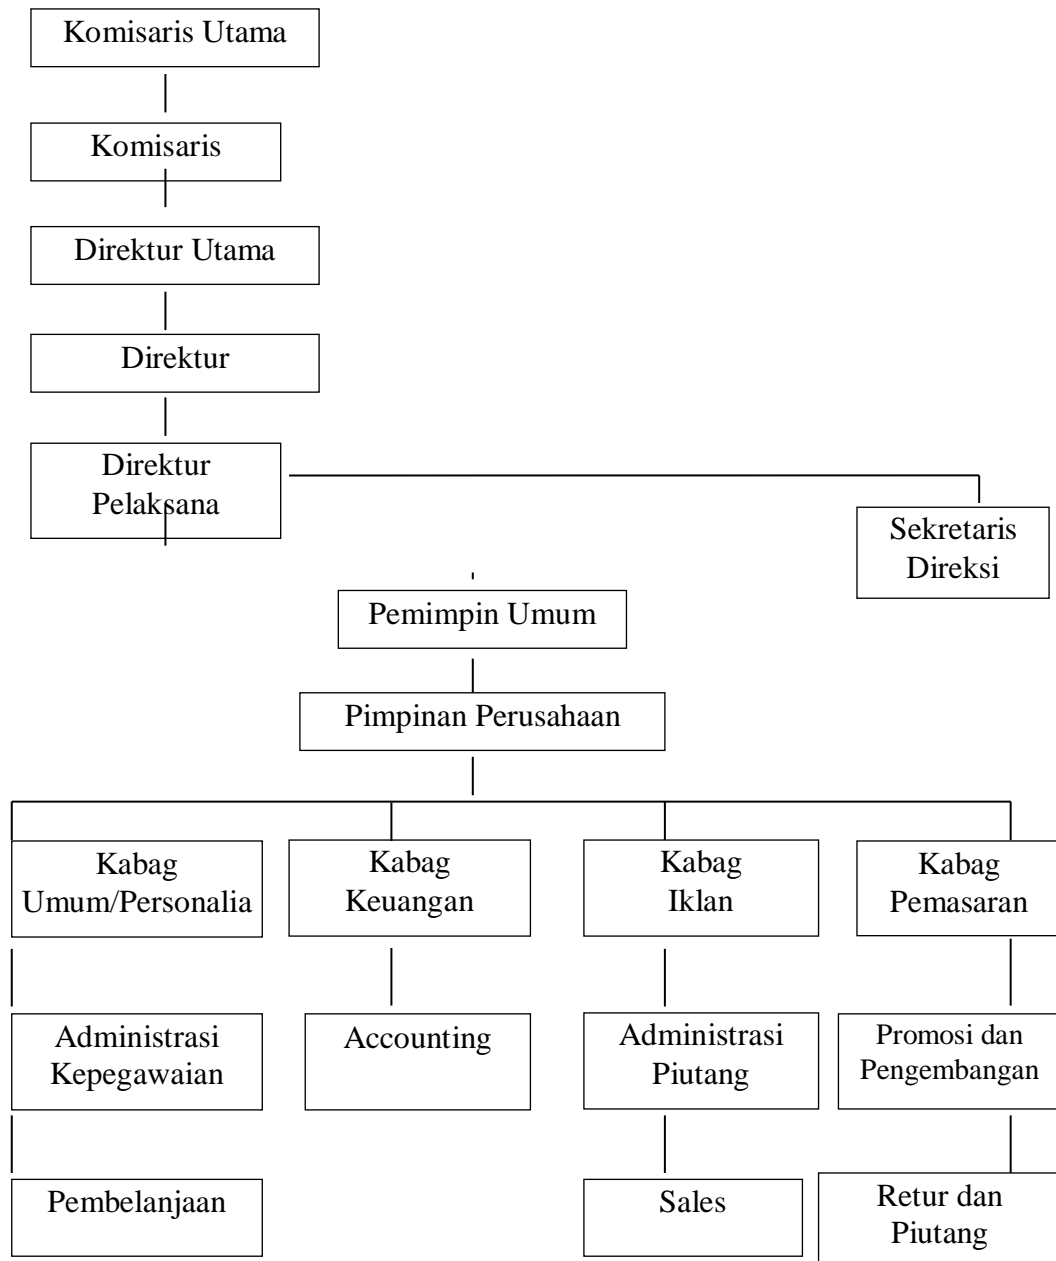 Komisaris Utama
Komisaris
Direktur Utama
Direktur
Direktur
Pelaksana
Sekretaris
Direksi
Pemimpin Umum
Pimpinan Perusahaan
Kabag
Umum/Personalia
Kabag
Keuangan
Kabag
Iklan
Kabag
Pemasaran
Administrasi
Kepegawaian
Accounting
Administrasi
Piutang
Promosi dan
Pengembangan
Pembelanjaan
Sales
Retur dan
Piutang